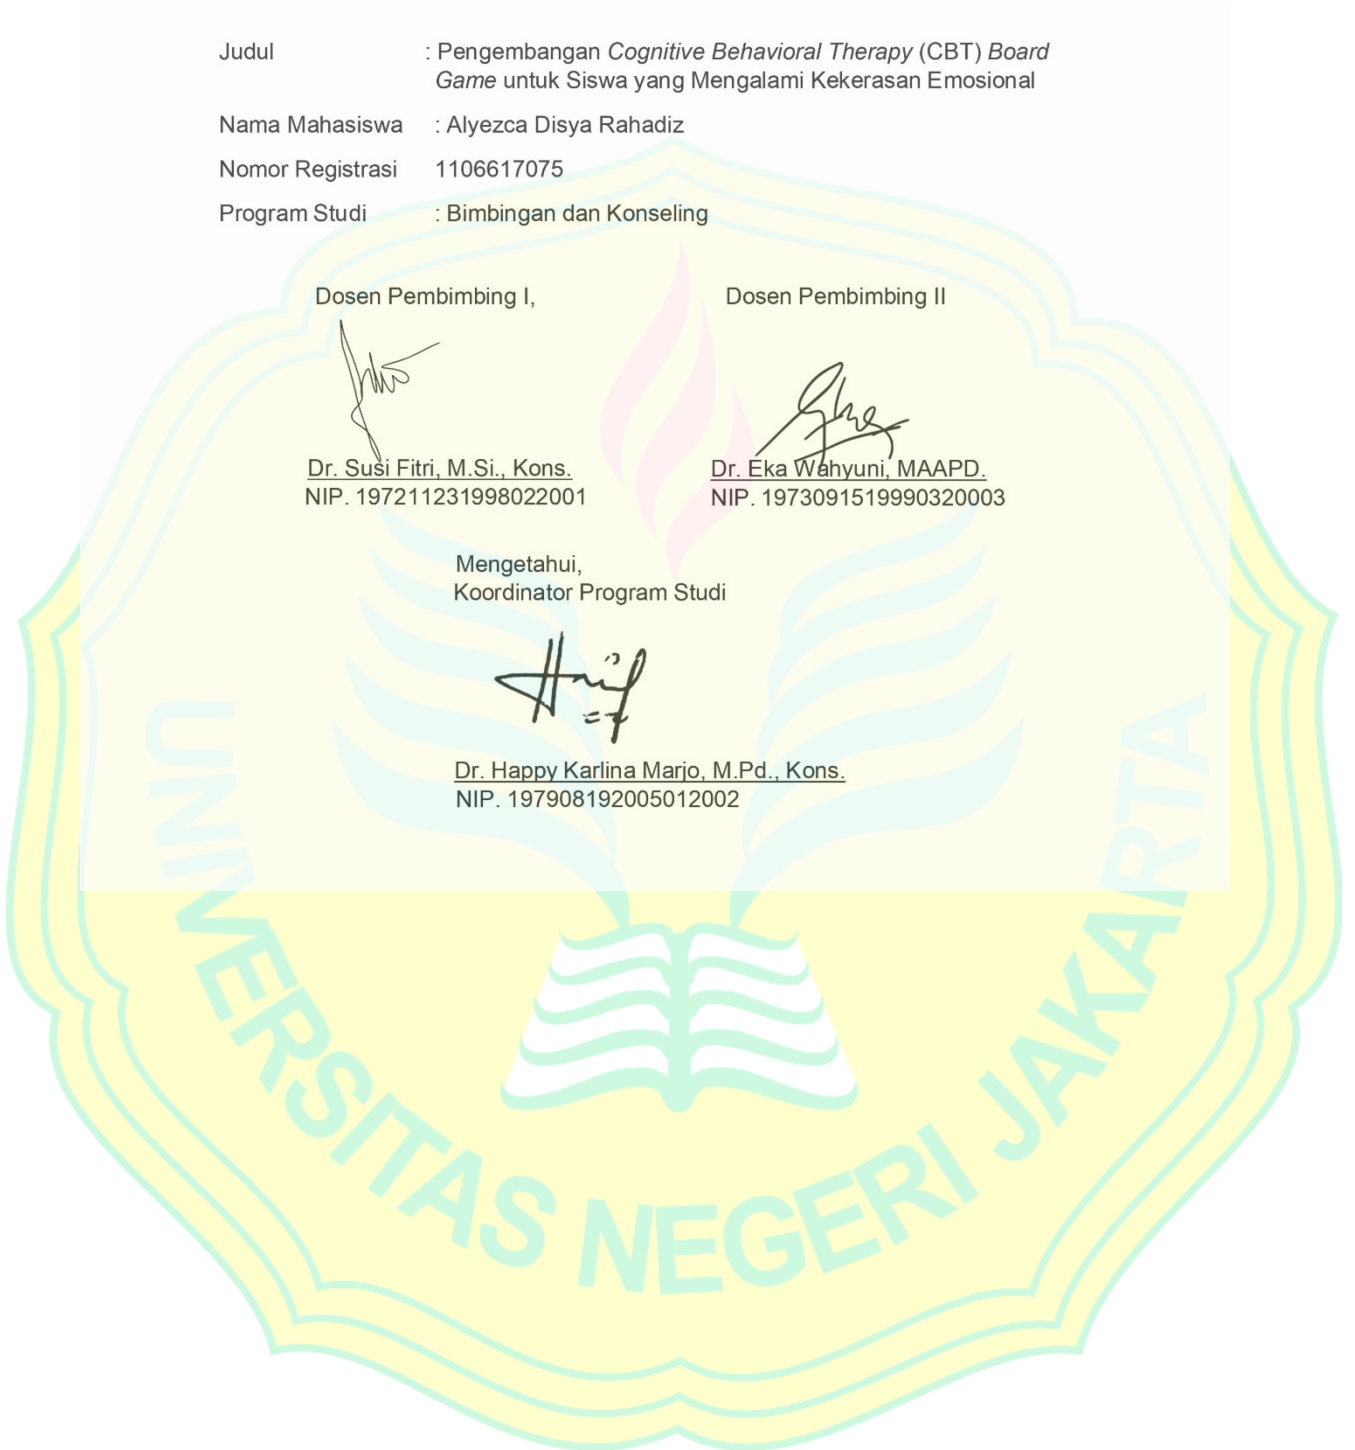 Judul : Pengembangan Cognitive Behavioral Therapy (CBT) Board
Game untuk Siswa yang Mengalami Kekerasan Emosional
Nama Mahasiswa : Alyezca Disya Rahadiz
Nomor Registrasi 1106617075
Program Studi : Bimbingan dan Konseling
Dosen Pembimbing I, Dosen Pembimbing II
Dr. Susi Fitri, M.Si., Kons. Dr. Eka Wahyuni, MAAPD.
NIP. 197211231998022001 NIP. 1973091519990320003
Mengetahui,
Koordinator Program Studi
Dr. Happy Karlina Marjo, M.Pd., Kons.
NIP. 197908192005012002
UNIVERSITAS NEGERI JAKARTA